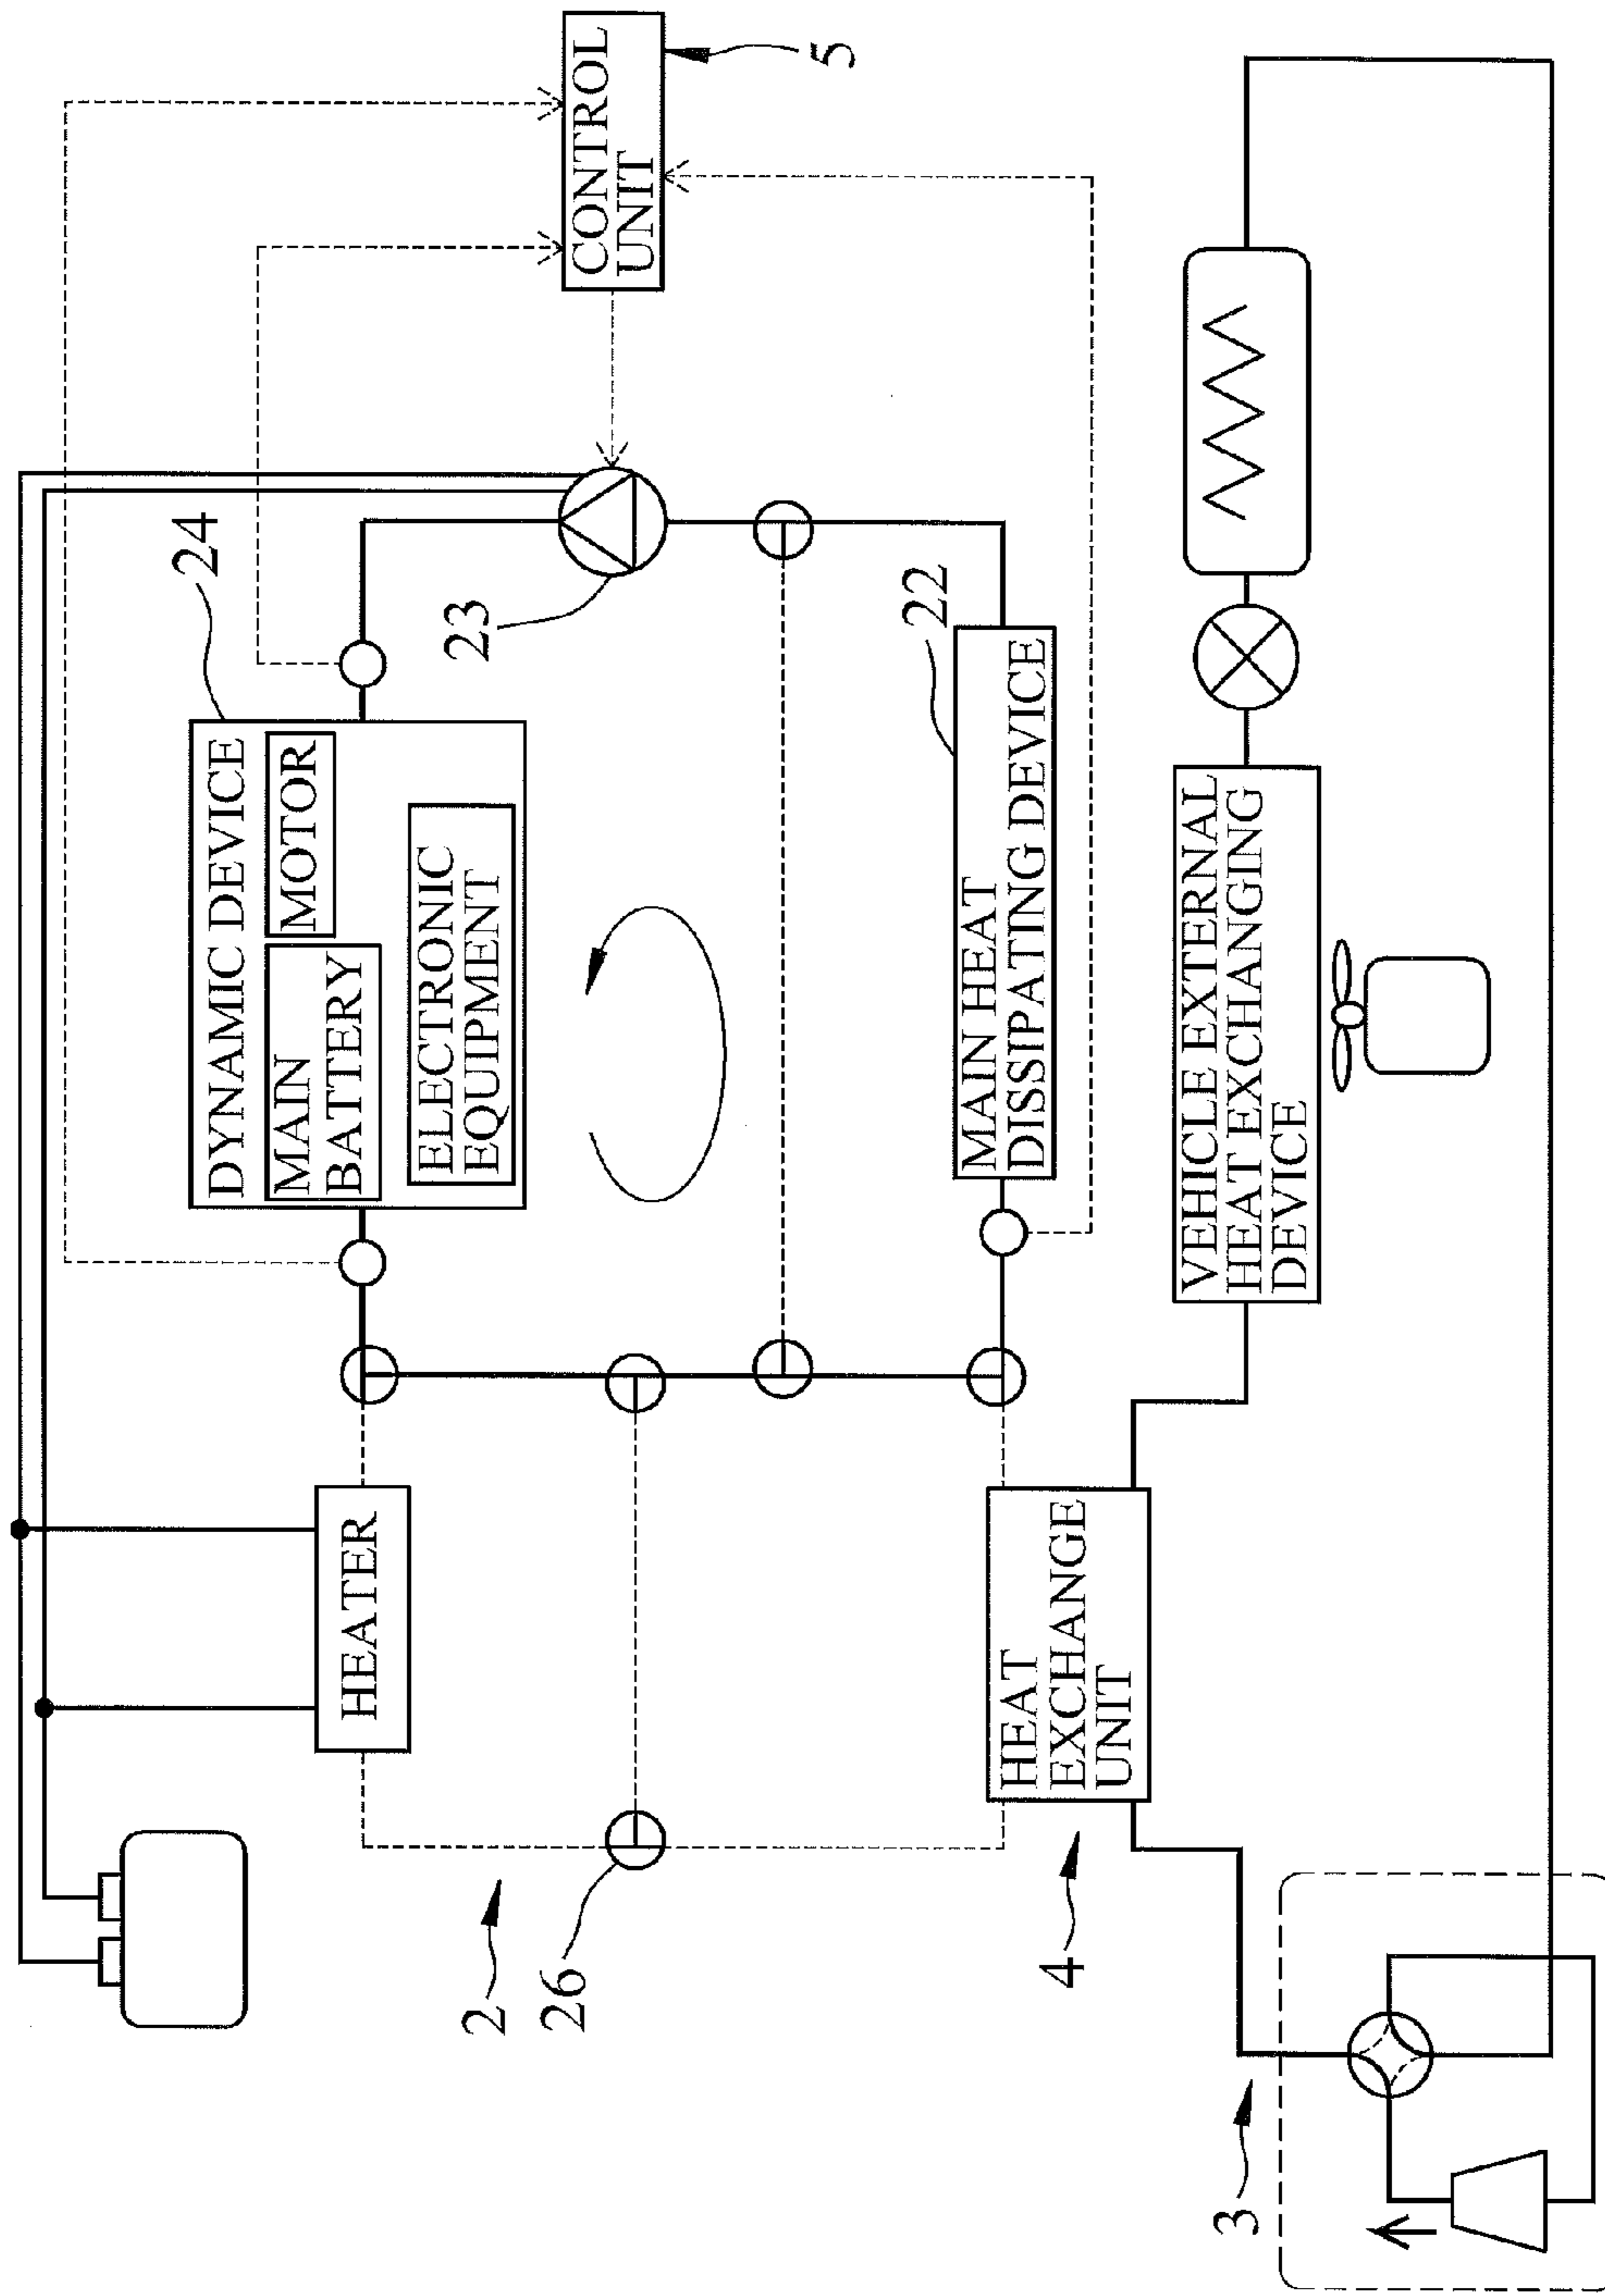 24
DYNAMIC DEVICE
MAIN
BATTERY
MOTOR
ELECTRONIC
EQUIPMENT
HEATER
23
CONTROL
UNIT
5
2
26
22
MAIN HEAT
DISSIPATING DEVICE
4
HEAT
EXCHANGE
UNIT
VEHICLE EXTERNAL
HEAT EXCHANGING
DEVICE
3